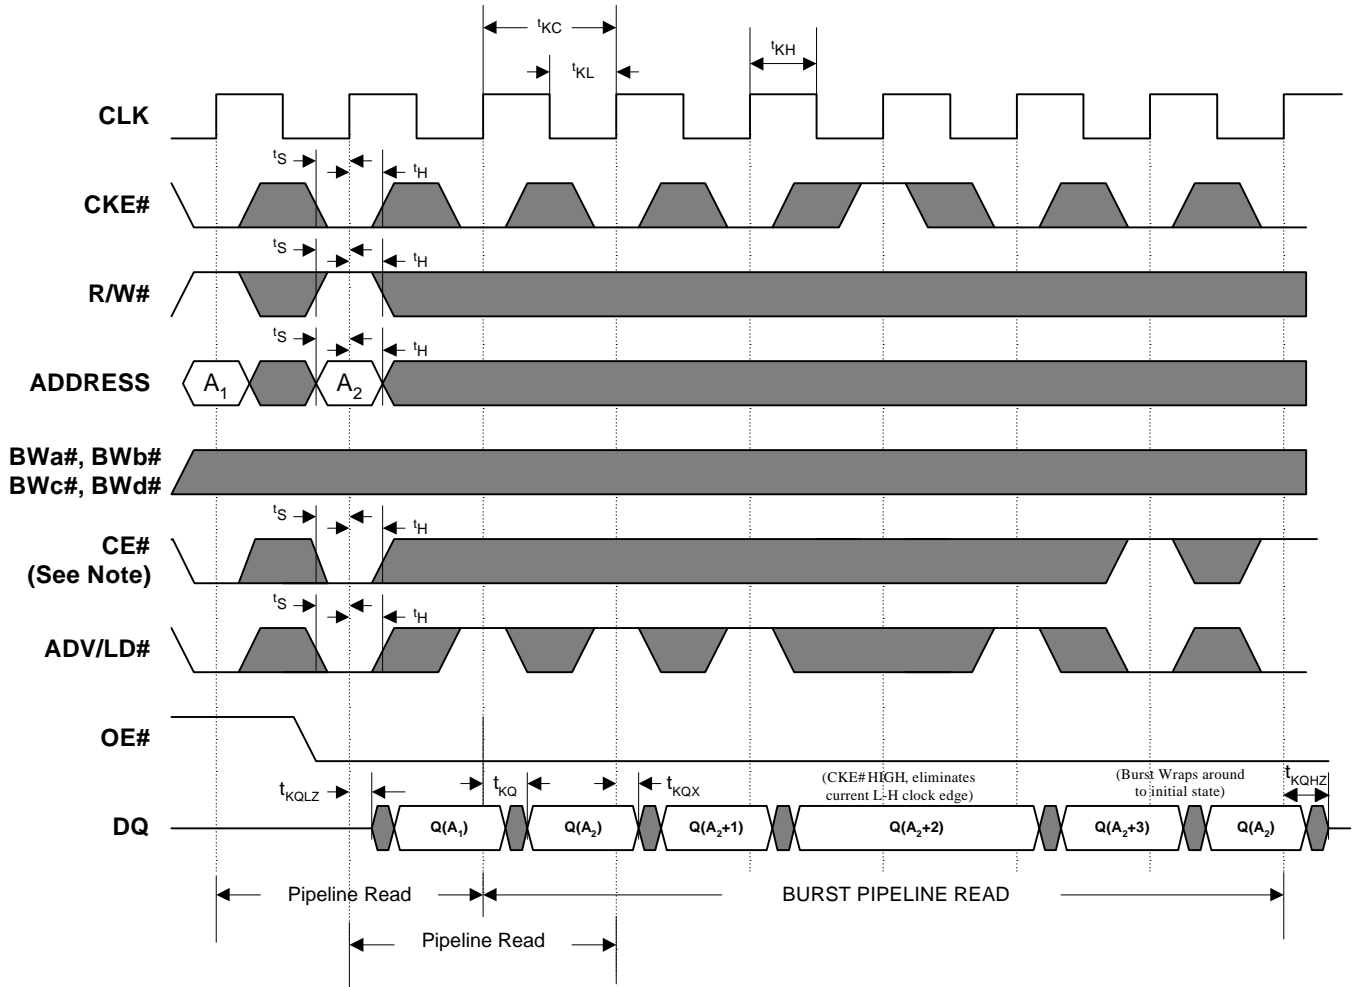 tKC
tKH
tKL
CLK
tS
tH
CKE#
tS
tH
R/W#
tS
tH
ADDRESS
A1
A2
BWa#, BWb#
BWc#, BWd#
tS
tH
CE#
(See Note)
tS
tH
ADV/LD#
OE#
tKQLZ
tKQ
tKQX
(CKE# HIGH, eliminates
current L-H clock edge)
(Burst Wraps around
to initial state)
tKQHZ
DQ
Q(A1)
Q(A2)
Q(A2+1)
Q(A2+2)
Q(A2+3)
Q(A2)
Pipeline Read
BURST PIPELINE READ
Pipeline Read